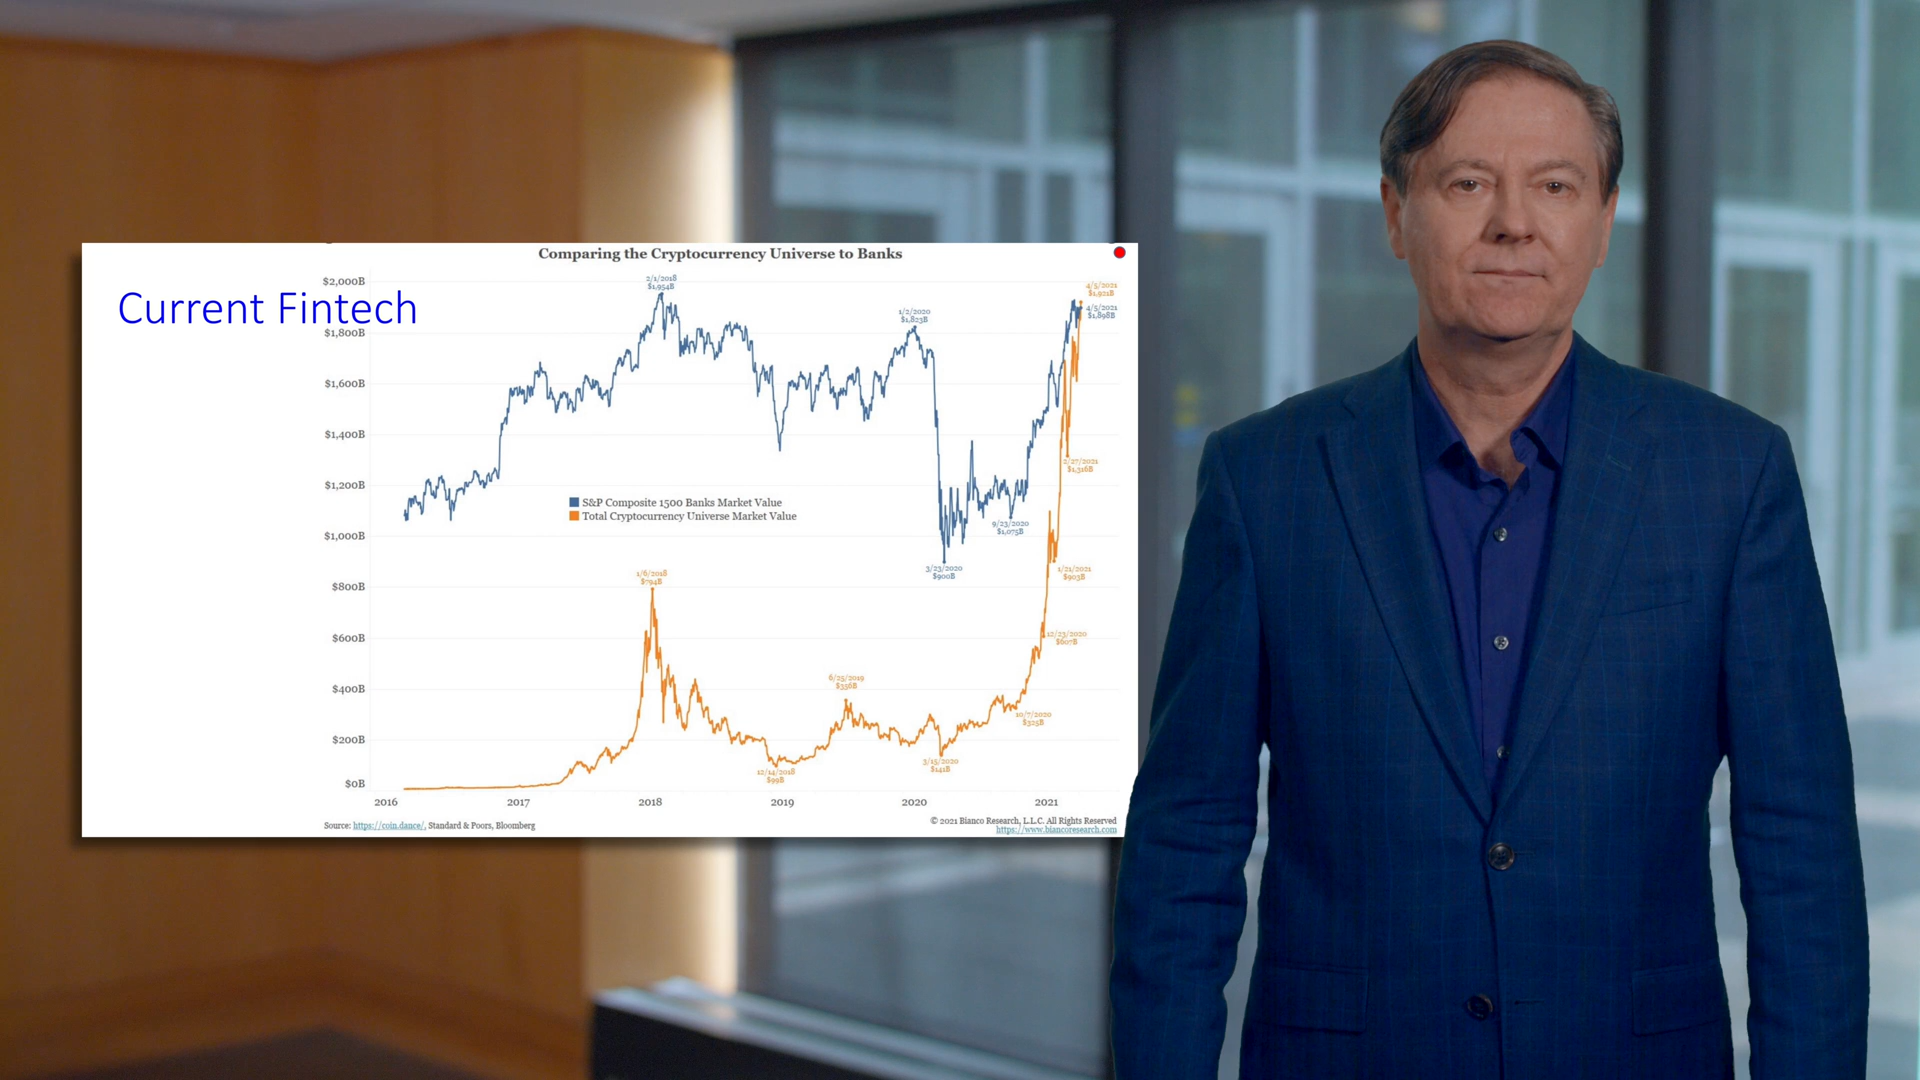 Comparing the Cryptocurrency Universe to Banks
Current Fintech
$2,000B
$1,800B
$1,600B
$1,400B
$1,200B
$1,000B
$800B
$600B
$400B
$200B
$0B
2/1/2018
$1,954B
1/2/2020
$1,823B
4/5/2021
$1,921B
4/5/2021
$1,898B
2/27/2021
$1,316B
S&P Composite 1500 Banks Market Value
Total Cryptocurrency Universe Market Value
9/23/2020
$1,075B
3/23/2020
$900B
1/21/2021
$903B
1/6/2018
$794B
12/23/2020
$607B
6/25/2019
$356B
10/7/2020
$325B
3/15/2020
$141B
12/14/2018
$99B
2016 2017 2018 2019 2020 2021
Source: https://coin.dance/, Standard & Poors, Bloomberg
© 2021 Bianco Research, L.L.C. All Rights Reserved
https://www.biancoresearch.com